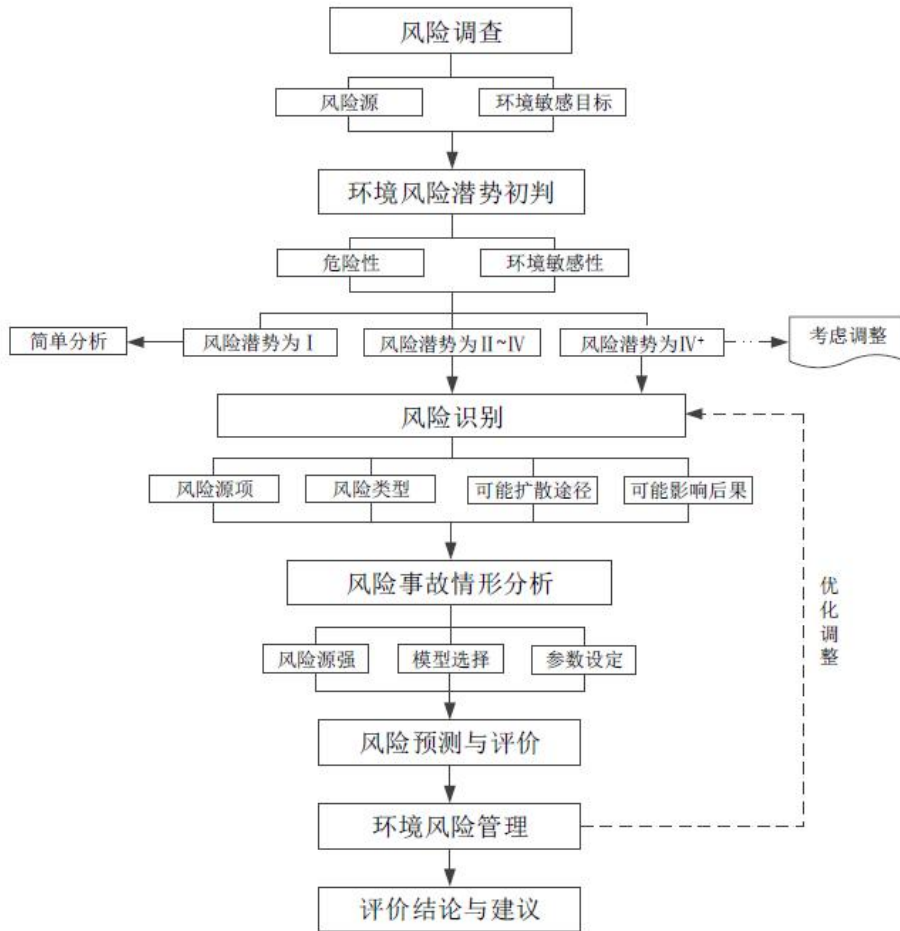 风险调查
风险源
环境敏感目标
环境风险潜势初判
危险性
环境敏感性
简单分析
风险潜势为Ⅰ
风险潜势为Ⅱ~Ⅳ
风险潜势为Ⅳ⁺
考虑调整
风险识别
风险源项
风险类型
可能扩散途径
可能影响后果
风险事故情形分析
风险源强
模型选择
参数设定
优化调整
风险预测与评价
环境风险管理
评价结论与建议